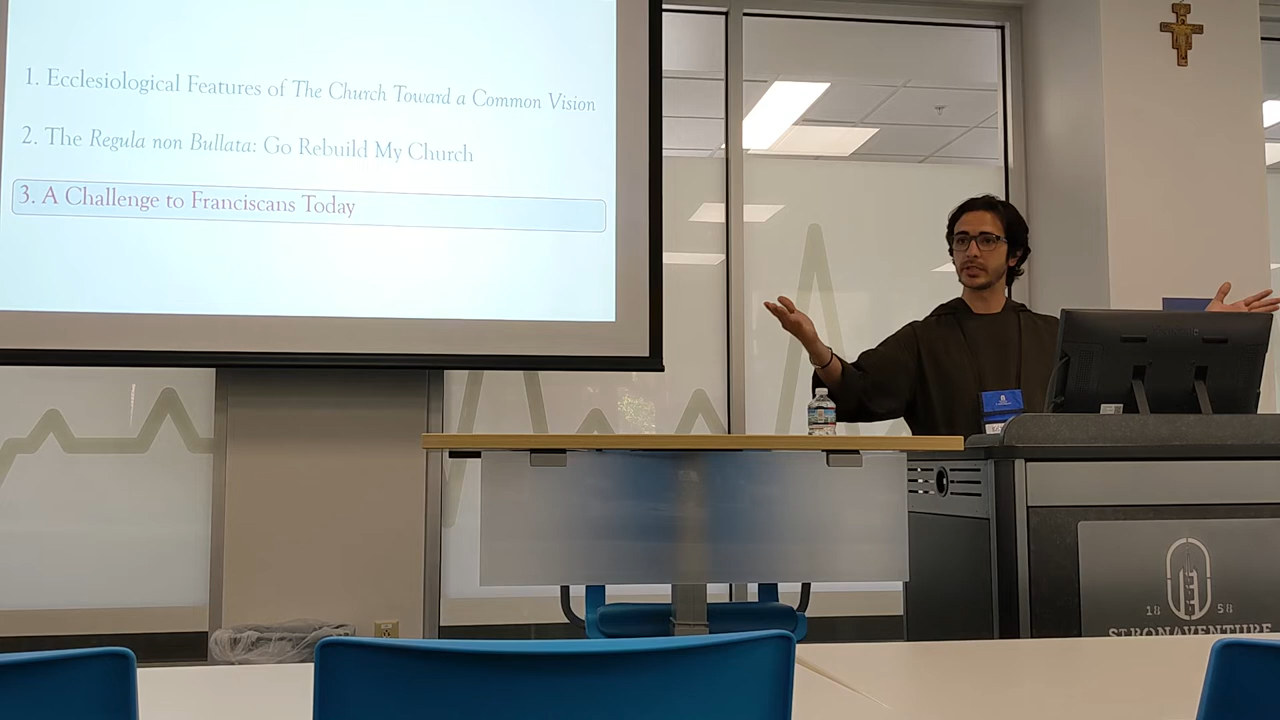 1. Ecclesiological Features of The Church Toward a Common Vision
2. The Regula non Bullata: Go Rebuild My Church
3. A Challenge to Franciscans Today
18 58
ST. BONAVENTURE